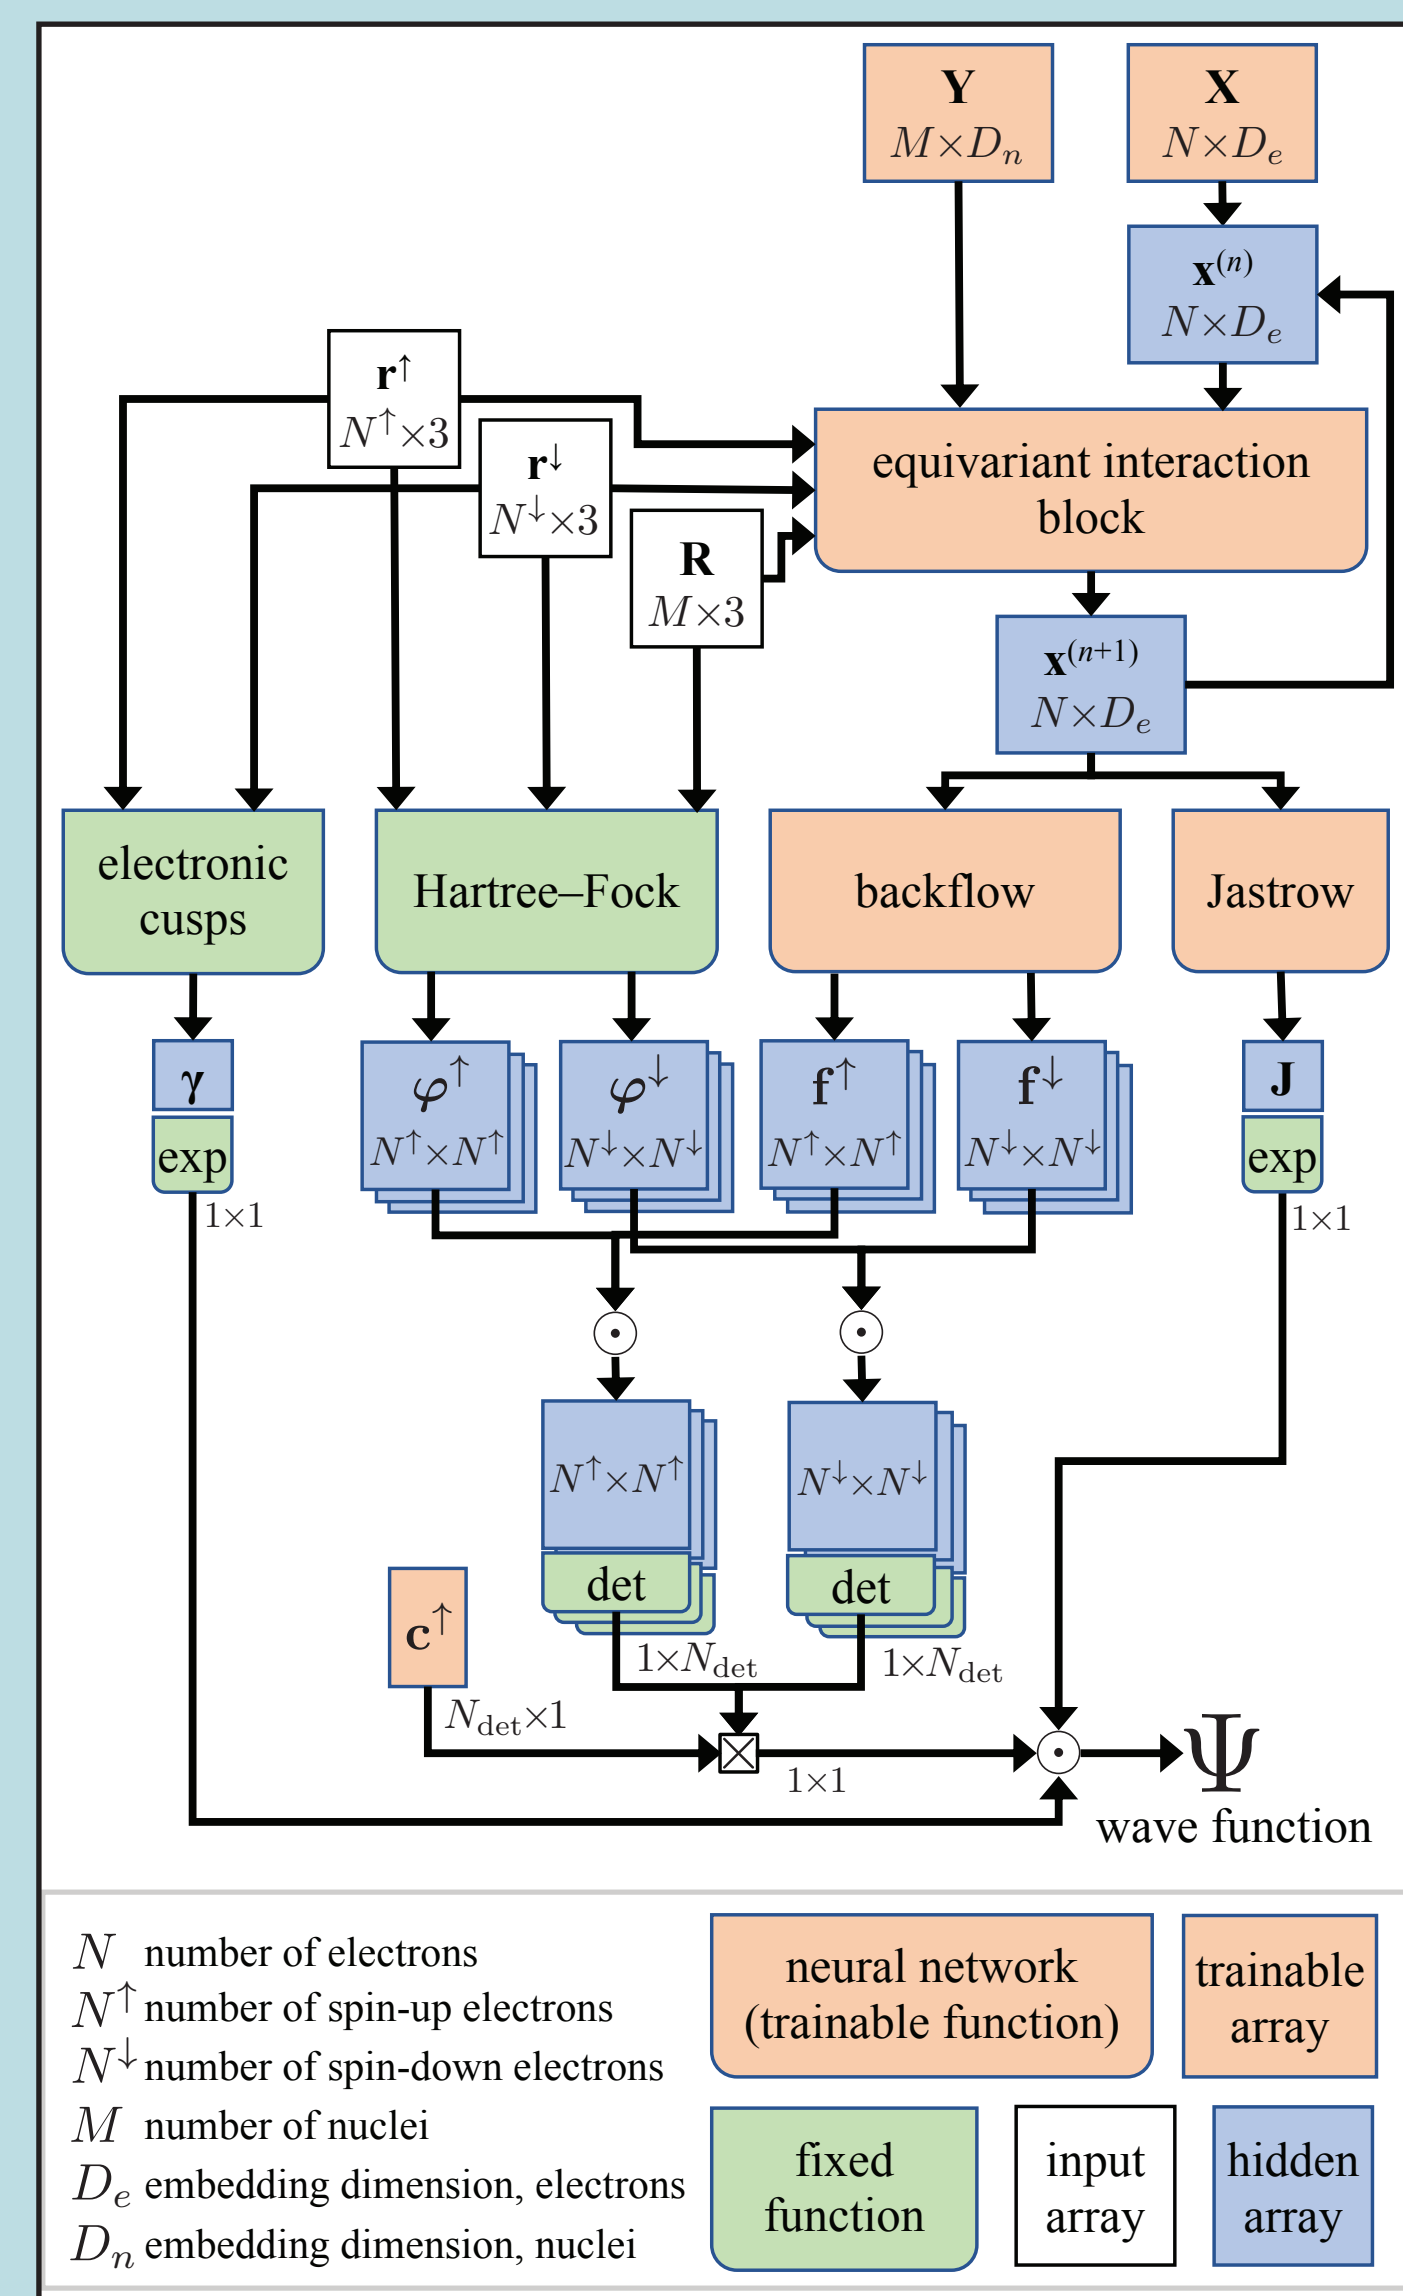 Y
M×Dₙ
X
N×Dₑ
x⁽ⁿ⁾
N×Dₑ
r↑
N↑×3
r↓
N↓×3
R
M×3
equivariant interaction
block
x⁽ⁿ⁺¹⁾
N×Dₑ
electronic
cusps
Hartree–Fock
backflow
Jastrow
γ
exp
1×1
φ↑
N↑×N↑
φ↓
N↓×N↓
f↑
N↑×N↑
f↓
N↓×N↓
J
exp
1×1
N↑×N↑
det
1×N_det
N↓×N↓
det
1×N_det
c↑
N_det×1
1×1
Ψ
wave function
N number of electrons
N↑ number of spin-up electrons
N↓ number of spin-down electrons
M number of nuclei
Dₑ embedding dimension, electrons
Dₙ embedding dimension, nuclei
neural network
(trainable function)
trainable
array
fixed
function
input
array
hidden
array